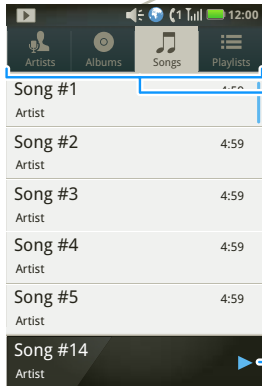 12:00
Artists Albums Songs Playlists
Song #1 4:59
Artist
Song #2 4:59
Artist
Song #3 4:59
Artist
Song #4 4:59
Artist
Song #5 4:59
Artist
Song #14
Artist